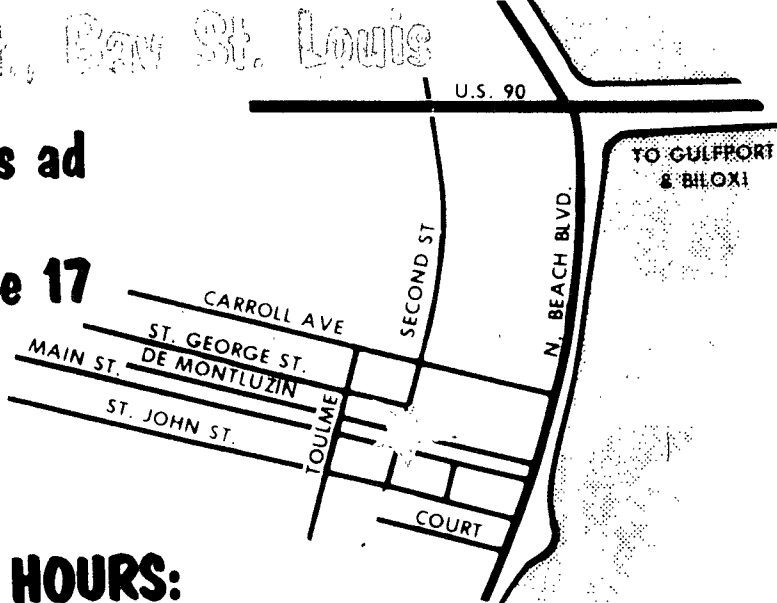 t., Bay St. Louis
U.S. 90
s ad
TO GULFPORT
& BILOXI
e 17
SECOND ST
N. BEACH BLVD.
CARROLL AVE
ST. GEORGE ST.
MAIN ST.
DE MONTLUZIN
ST. JOHN ST.
TOULME
COURT
HOURS: